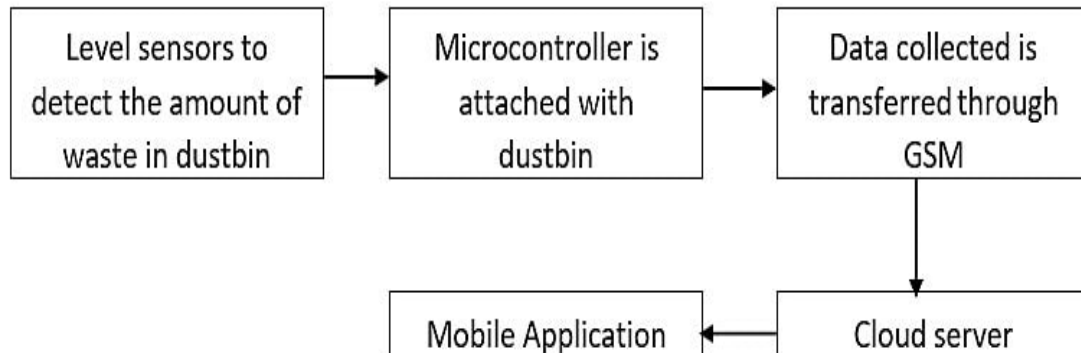 Level sensors to
detect the amount of
waste in dustbin
Microcontroller is
attached with
dustbin
Data collected is
transferred through
GSM
Cloud server
Mobile Application